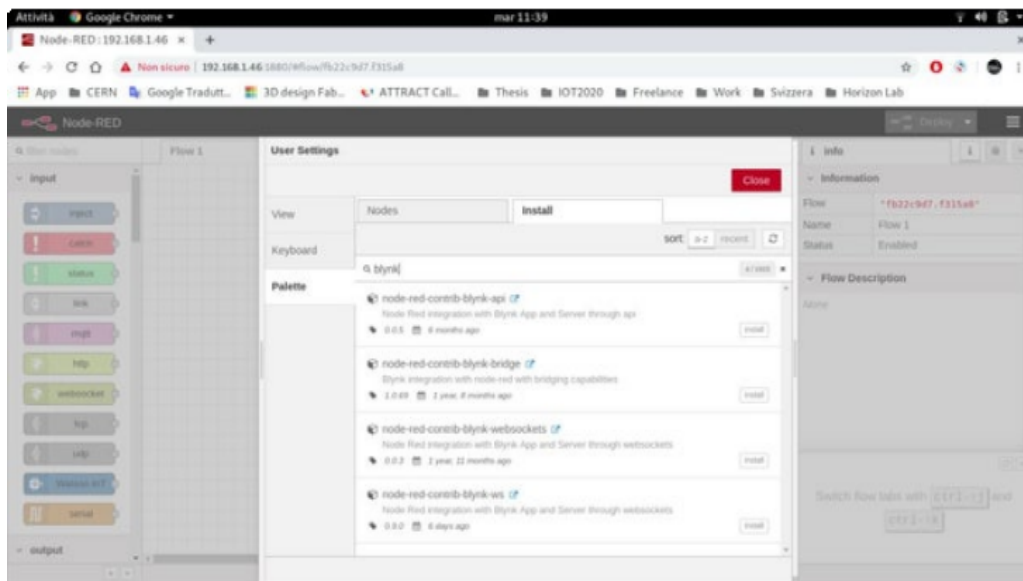 Attività Google Chrome mar 11:39
Node-RED : 192.168.1.46
Non sicuro 192.168.1.46:1880/#flow/fb22c9d7.f315a8
App CERN Google Tradutt... 3D design Fab... ATTRACT Call... Thesis IOT2020 Freelance Work Svizzera Horizon Lab
Node-RED Deploy
filter nodes Flow 1 User Settings i info
Close
input Information
inject View Nodes Install Flow "fb22c9d7.f315a8"
catch Keyboard sort: a-z recent Name Flow 1
status Status Enabled
link Palette blynk Flow Description
None
mqtt
http
websocket
tcp
udp
serial
output
node-red-contrib-blynk-api
Node Red integration with Blynk App and Server through api
0.0.5 6 months ago install
node-red-contrib-blynk-bridge
Blynk integration with node-red with bridging capabilities
1.0.69 1 year, 8 months ago install
node-red-contrib-blynk-websockets
Node Red integration with Blynk App and Server through websockets
0.0.3 1 year, 11 months ago install
node-red-contrib-blynk-ws
Node Red integration with Blynk App and Server through websockets
6 days ago install
Switch flow tabs with and